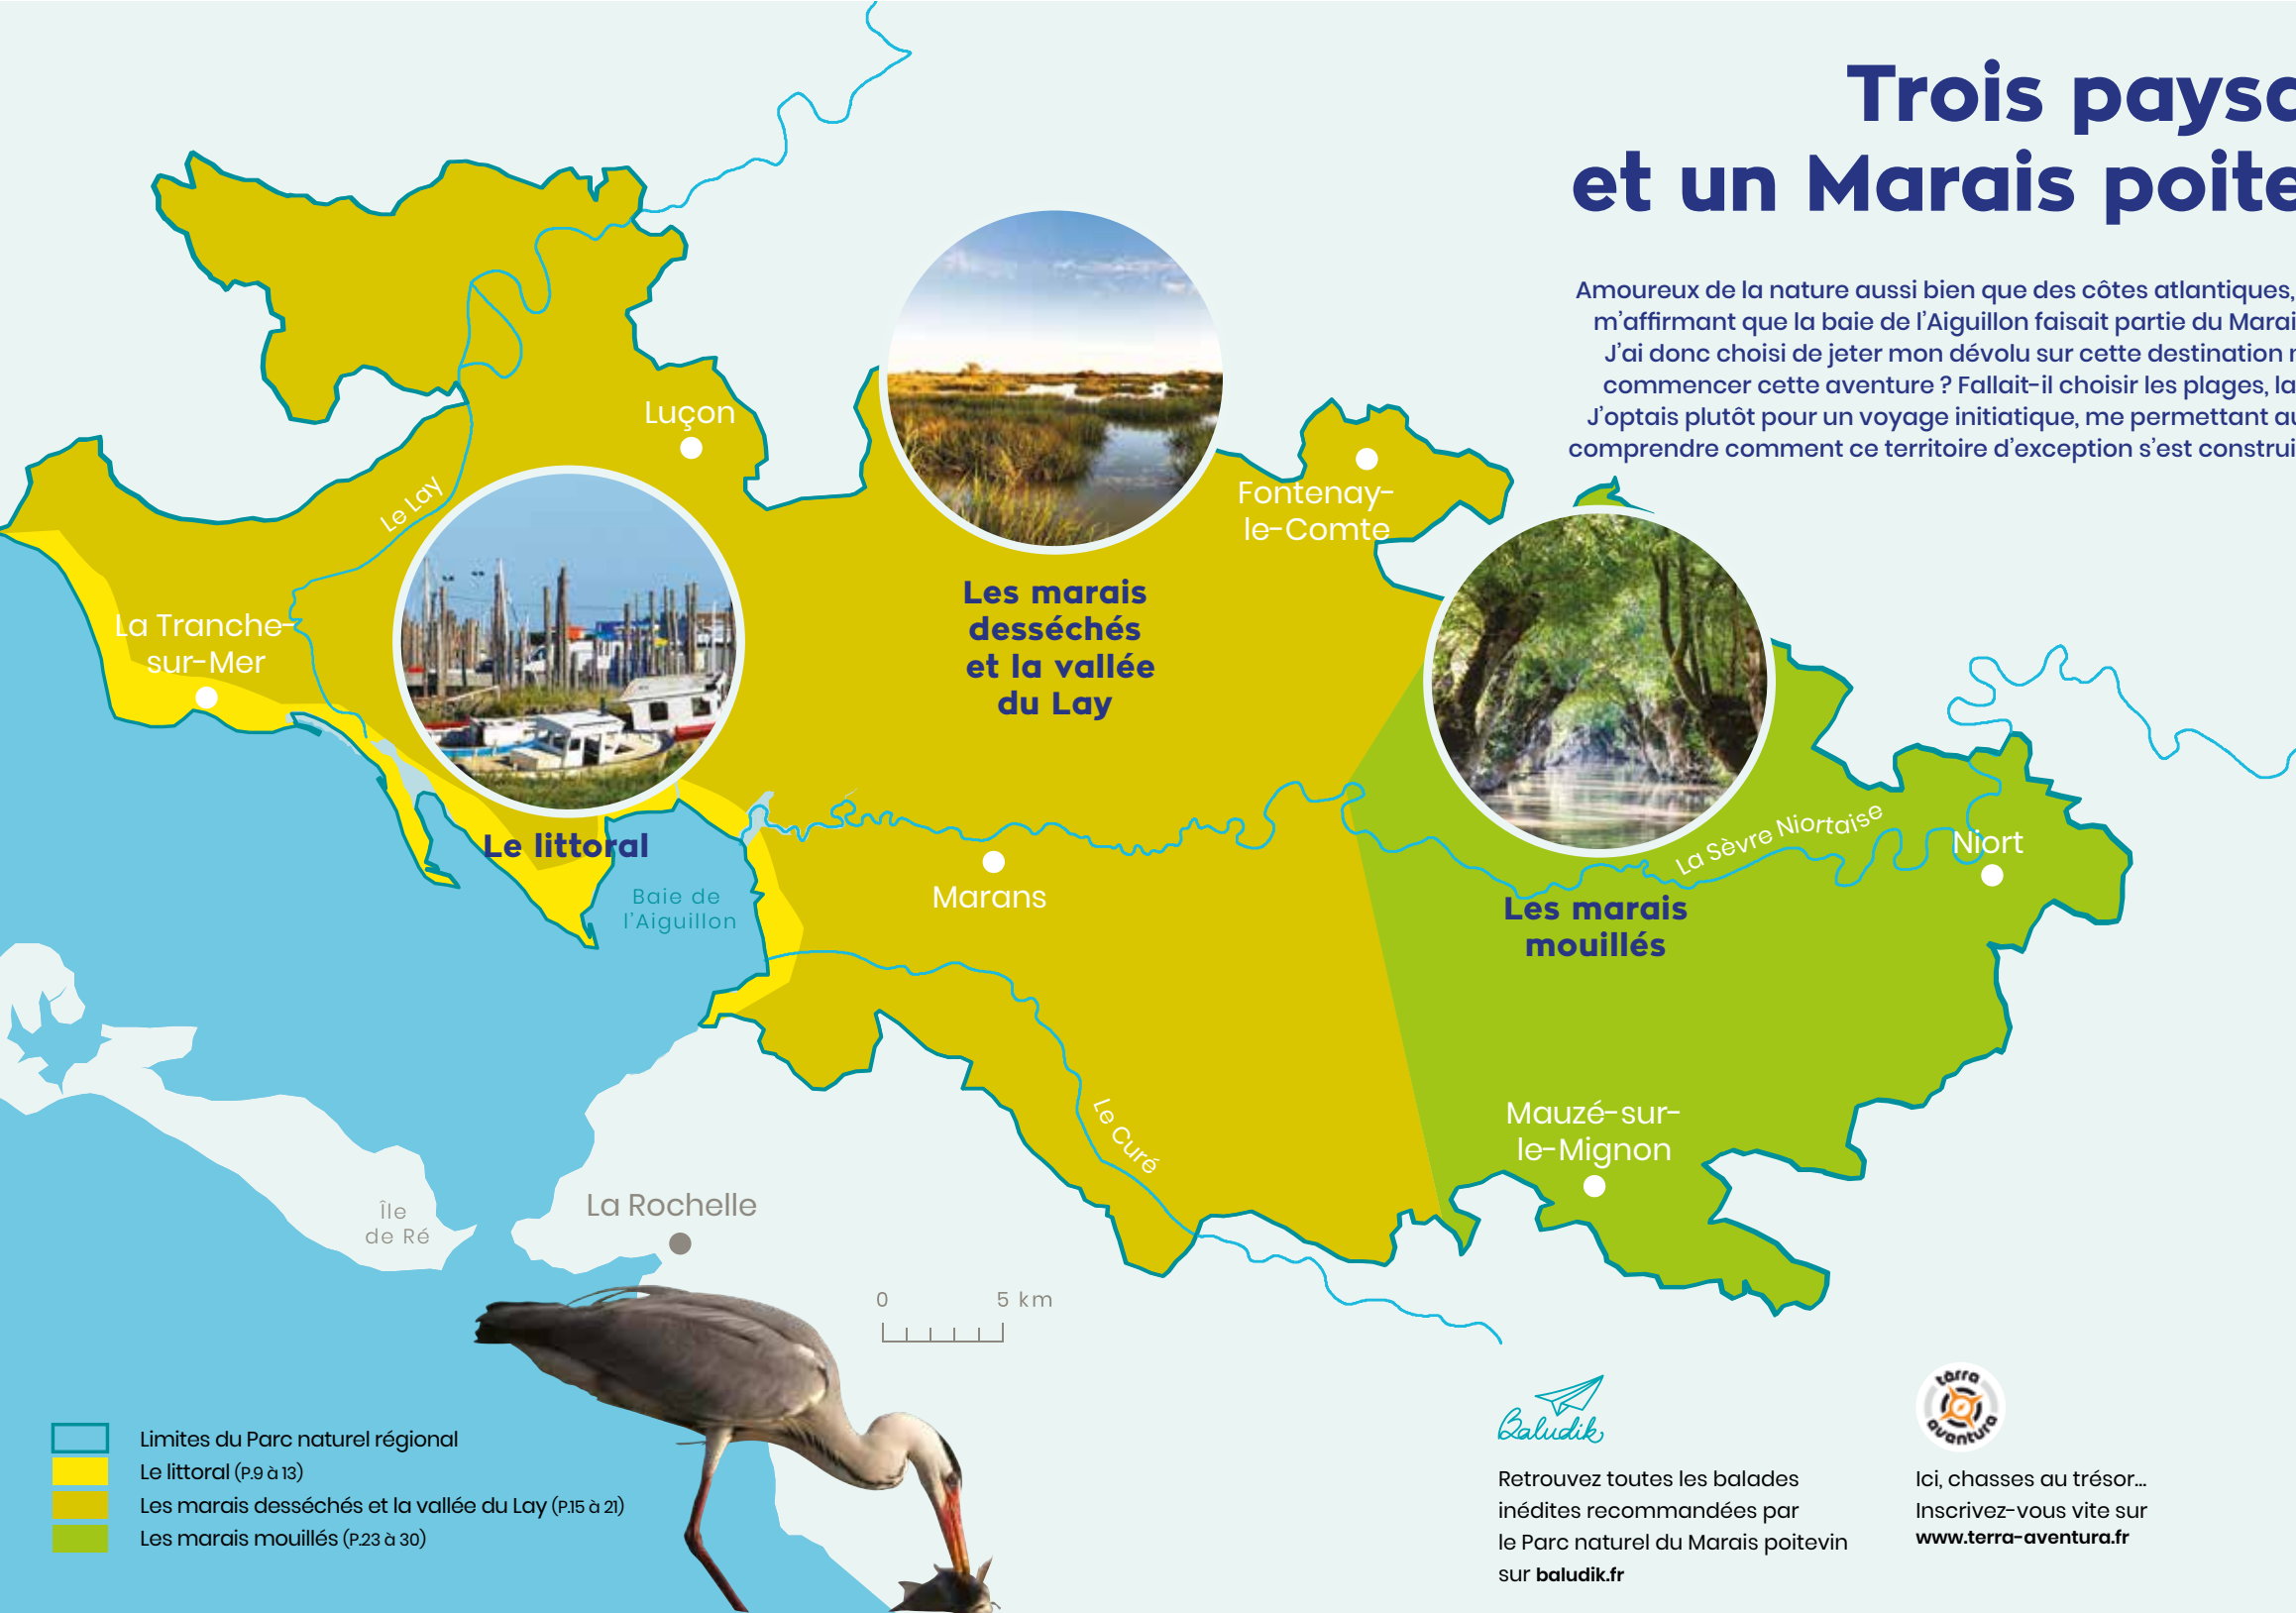 Trois paysa
et un Marais poite
Amoureux de la nature aussi bien que des côtes atlantiques,
m’affirmant que la baie de l’Aiguillon faisait partie du Marai
J’ai donc choisi de jeter mon dévolu sur cette destination
commencer cette aventure ? Fallait-il choisir les plages, la
J’optais plutôt pour un voyage initiatique, me permettant au
comprendre comment ce territoire d’exception s’est construi
Luçon
Le Lay
Fontenay-
le-Comte
La Tranche-
sur-Mer
Les marais
desséchés
et la vallée
du Lay
Le littoral
Baie de
l’Aiguillon
Marans
La Sèvre Niortaise
Niort
Les marais
mouillés
Le Curé
Mauzé-sur-
le-Mignon
Île
de Ré
La Rochelle
0 5 km
Limites du Parc naturel régional
Le littoral (P.9 à 13)
Les marais desséchés et la vallée du Lay (P.15 à 21)
Les marais mouillés (P.23 à 30)
Baludik
Retrouvez toutes les balades
inédites recommandées par
le Parc naturel du Marais poitevin
sur baludik.fr
tèrra
aventura
Ici, chasses au trésor...
Inscrivez-vous vite sur
www.terra-aventura.fr